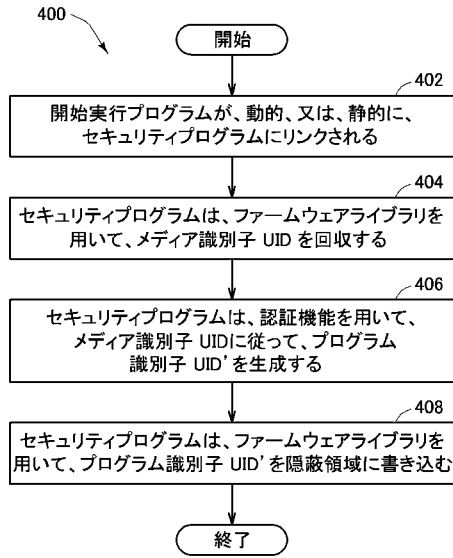 400
開始
402
開始実行プログラムが、動的、又は、静的に、
セキュリティプログラムにリンクされる
404
セキュリティプログラムは、ファームウェアライブラリを
用いて、メディア識別子 UID を回収する
406
セキュリティプログラムは、認証機能を用いて、
メディア識別子 UIDに従って、プログラム
識別子 UID’を生成する
408
セキュリティプログラムは、ファームウェアライブラリを
用いて、プログラム識別子 UID’を隠蔽領域に書き込む
終了